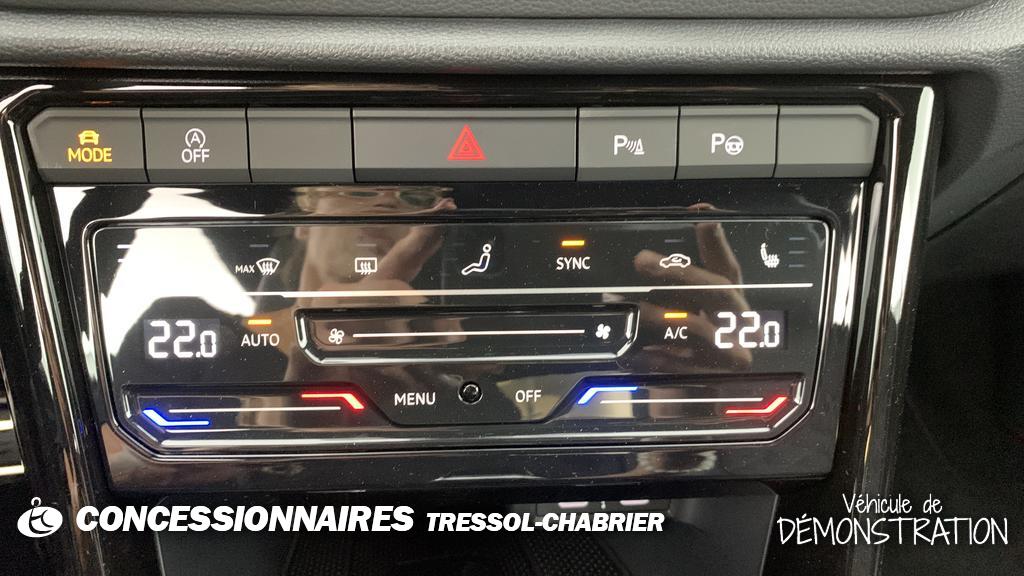 MODE
A
OFF
P
P
MAX
SYNC
22.0
AUTO
A/C
22.0
MENU
OFF
CONCESSIONNAIRES TRESSOL-CHABRIER
Véhicule de
DÉMONSTRATION